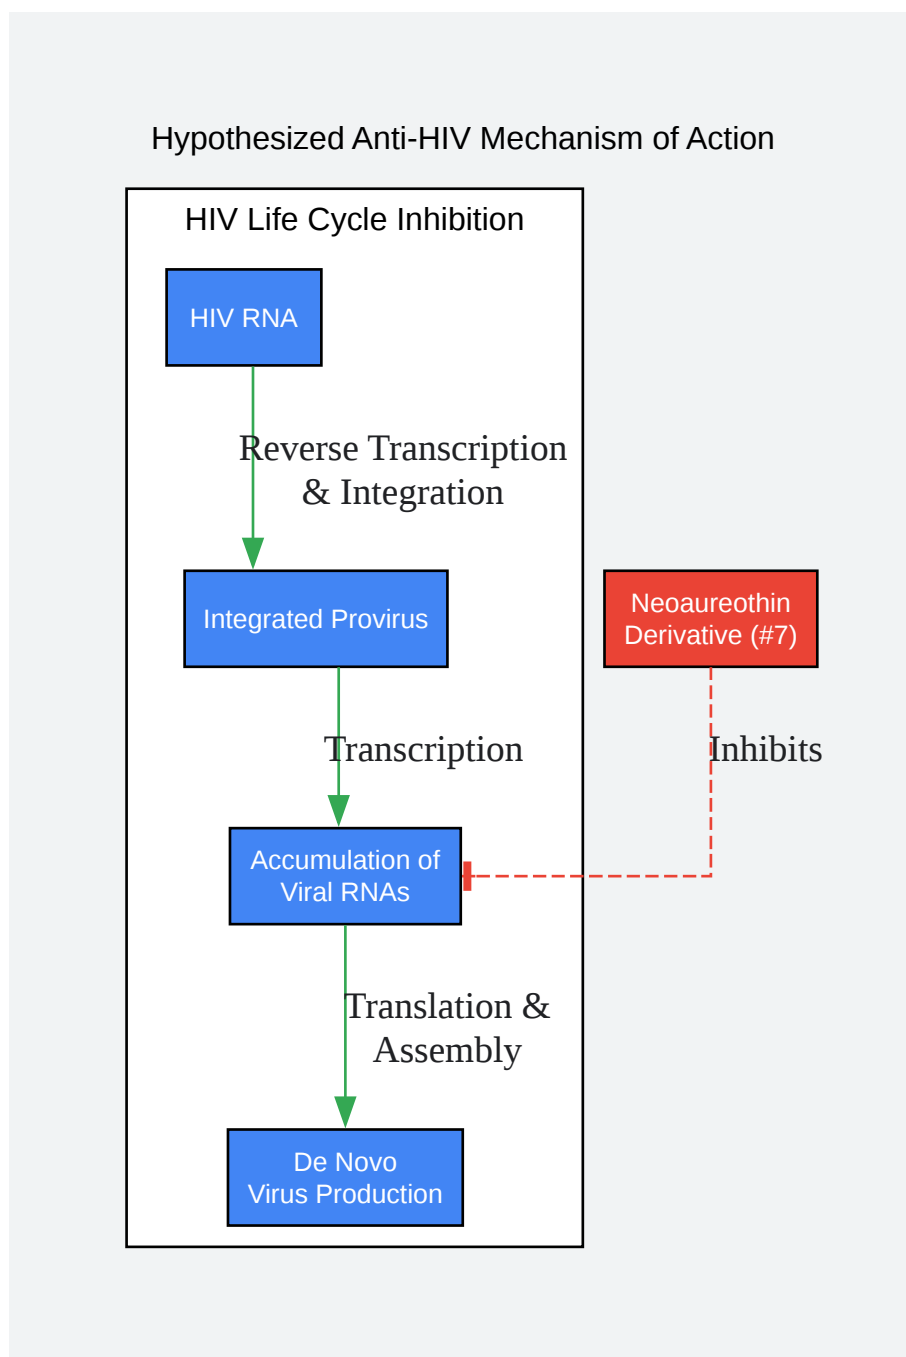 Hypothesized Anti-HIV Mechanism of Action
HIV Life Cycle Inhibition
HIV RNA
Reverse Transcription
& Integration
Integrated Provirus
Neoaureothin
Derivative (#7)
Transcription
Inhibits
Accumulation of
Viral RNAs
Translation &
Assembly
De Novo
Virus Production